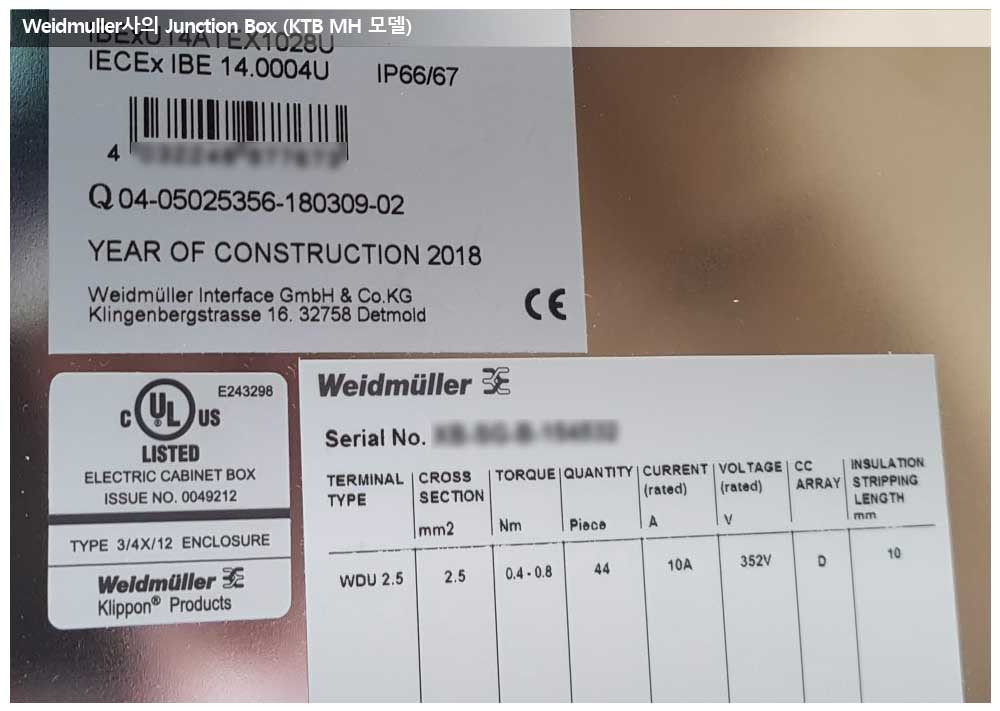 Weidmuller사의 Junction Box (KTB MH 모델)
IBExU14ATEX1028U
IECEx IBE 14.0004U IP66/67
4
Q 04-05025356-180309-02
YEAR OF CONSTRUCTION 2018
Weidmüller Interface GmbH & Co.KG
Klingenbergstrasse 16. 32758 Detmold
CE
E243298
C UL US
LISTED
ELECTRIC CABINET BOX
ISSUE NO. 0049212
TYPE 3/4X/12 ENCLOSURE
Weidmüller
Klippon® Products
Weidmüller
Serial No.
TERMINAL TYPE CROSS SECTION mm2 TORQUE Nm QUANTITY Piece CURRENT (rated) A VOLTAGE (rated) V CC ARRAY INSULATION STRIPPING LENGTH mm
WDU 2.5 2.5 0.4 - 0.8 44 10A 352V D 10